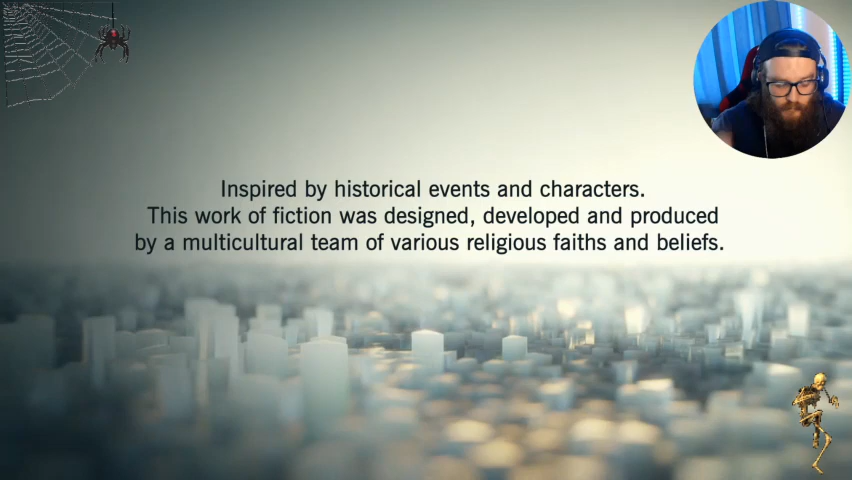 Inspired by historical events and characters.
This work of fiction was designed, developed and produced
by a multicultural team of various religious faiths and beliefs.